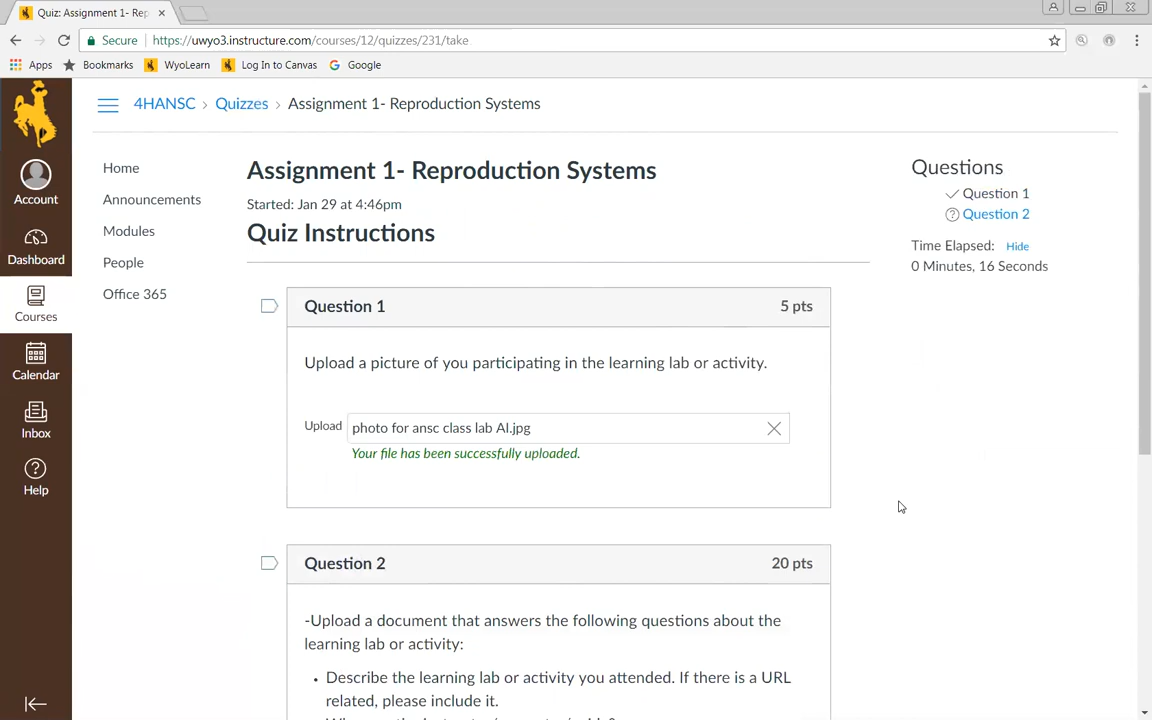 Quiz: Assignment 1- Rep
Secure
https://uwyo3.instructure.com/courses/12/quizzes/231/take
Apps
Bookmarks
WyoLearn
Log In to Canvas
Google
4HANSC > Quizzes > Assignment 1- Reproduction Systems
Account
Dashboard
Courses
Calendar
Inbox
Help
Home
Announcements
Modules
People
Office 365
Assignment 1- Reproduction Systems
Started: Jan 29 at 4:46pm
Quiz Instructions
Question 1 5 pts
Upload a picture of you participating in the learning lab or activity.
Upload photo for ansc class lab AI.jpg
Your file has been successfully uploaded.
Question 2 20 pts
-Upload a document that answers the following questions about the
learning lab or activity:
• Describe the learning lab or activity you attended. If there is a URL
related, please include it.
Questions
Question 1
Question 2
Time Elapsed: Hide
0 Minutes, 16 Seconds